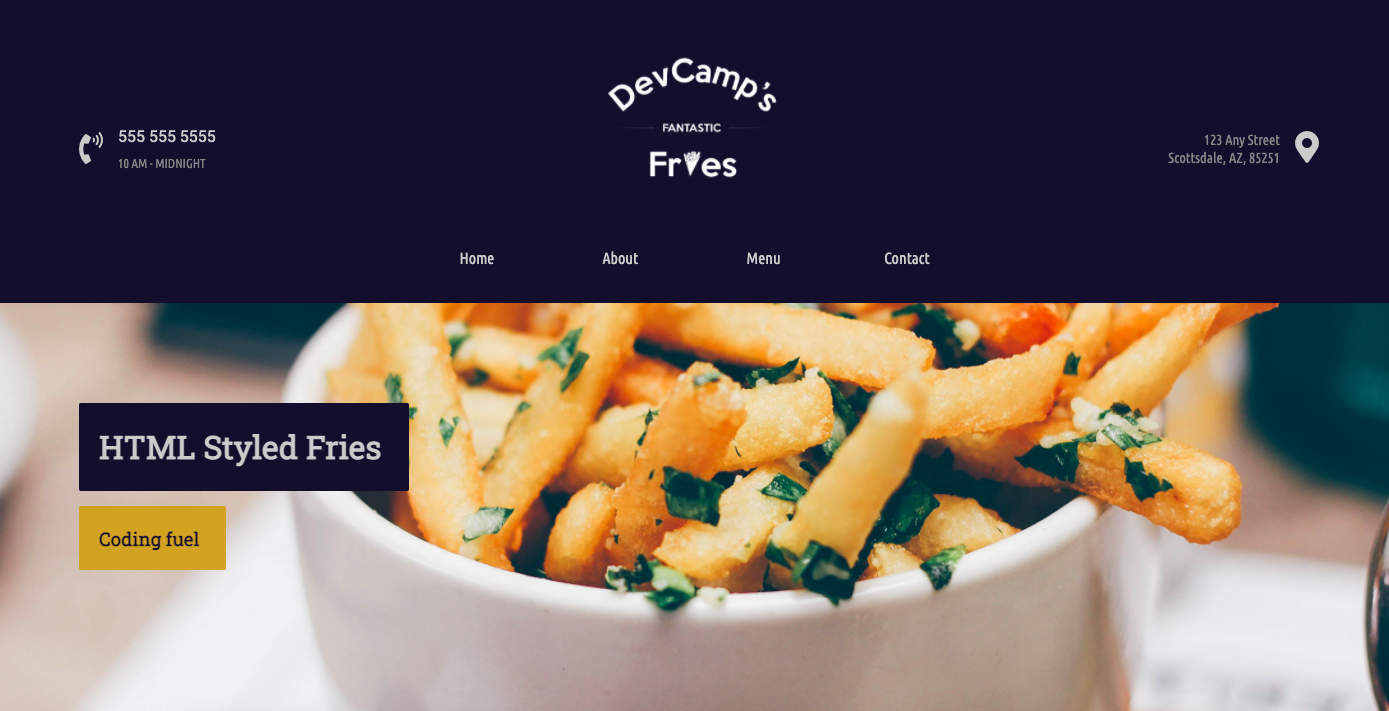 555 555 5555
10 AM - MIDNIGHT
DevCamp's
FANTASTIC
Fries
123 Any Street
Scottsdale, AZ, 85251
Home About Menu Contact
HTML Styled Fries
Coding fuel